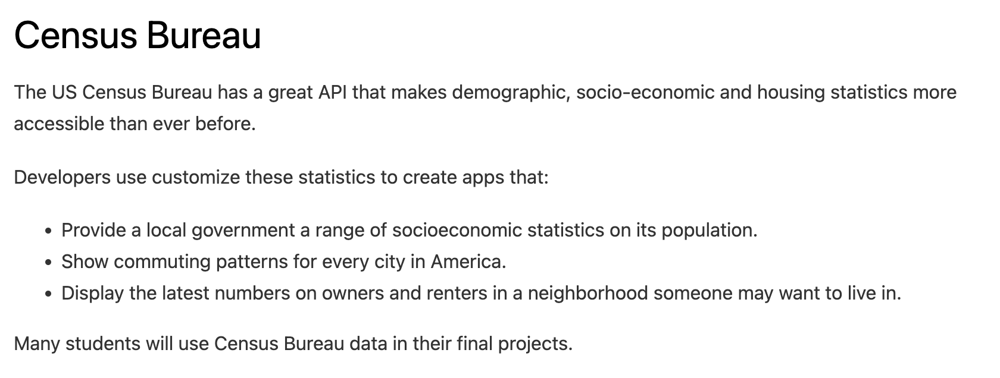 Census Bureau
The US Census Bureau has a great API that makes demographic, socio-economic and housing statistics more
accessible than ever before.
Developers use customize these statistics to create apps that:
• Provide a local government a range of socioeconomic statistics on its population.
• Show commuting patterns for every city in America.
• Display the latest numbers on owners and renters in a neighborhood someone may want to live in.
Many students will use Census Bureau data in their final projects.